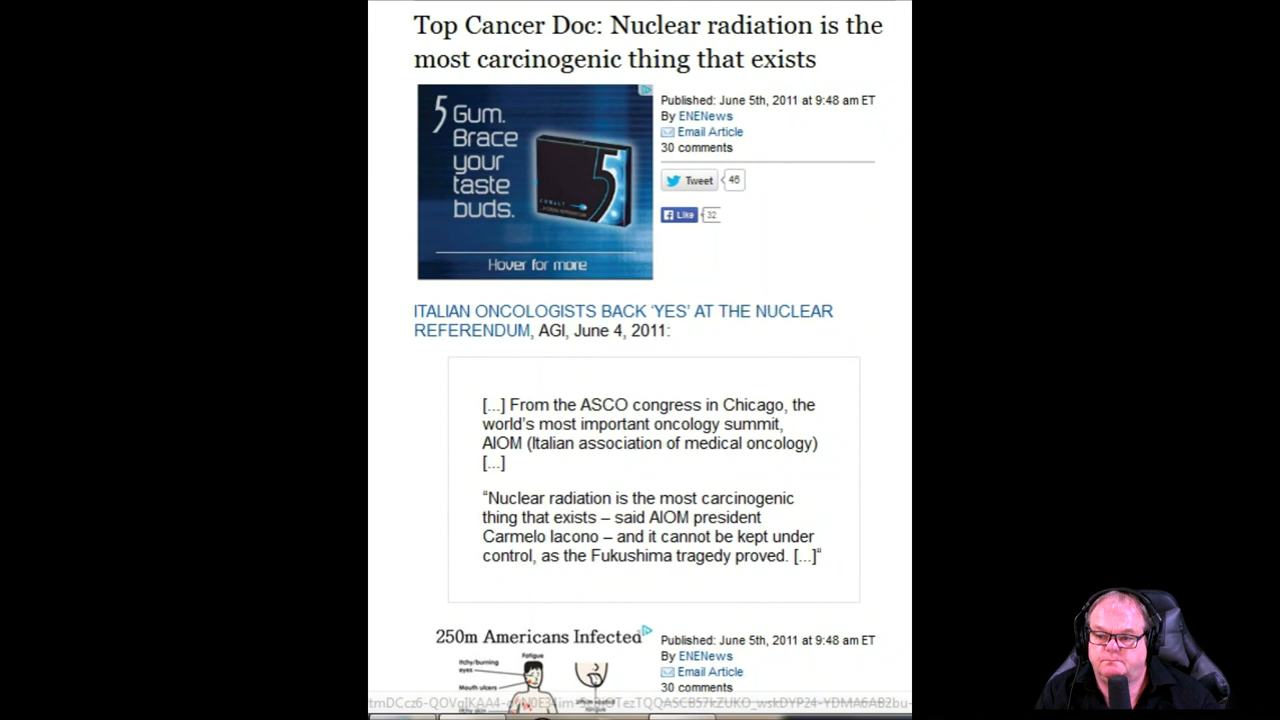 Top Cancer Doc: Nuclear radiation is the
most carcinogenic thing that exists
5 Gum.
Brace
your
taste
buds.
5
COBALT
Hover for more
Published: June 5th, 2011 at 9:48 am ET
By ENENews
Email Article
30 comments
Tweet 46
Like 32
ITALIAN ONCOLOGISTS BACK ‘YES’ AT THE NUCLEAR
REFERENDUM, AGI, June 4, 2011:
[...] From the ASCO congress in Chicago, the
world's most important oncology summit,
AIOM (Italian association of medical oncology)
[...]
“Nuclear radiation is the most carcinogenic
thing that exists – said AIOM president
Carmelo Iacono – and it cannot be kept under
control, as the Fukushima tragedy proved. [...]“
250m Americans Infected
Fatigue
Itchy/burning
eyes
Mouth ulcers
Itchy skin
Published: June 5th, 2011 at 9:48 am ET
By ENENews
Email Article
30 comments